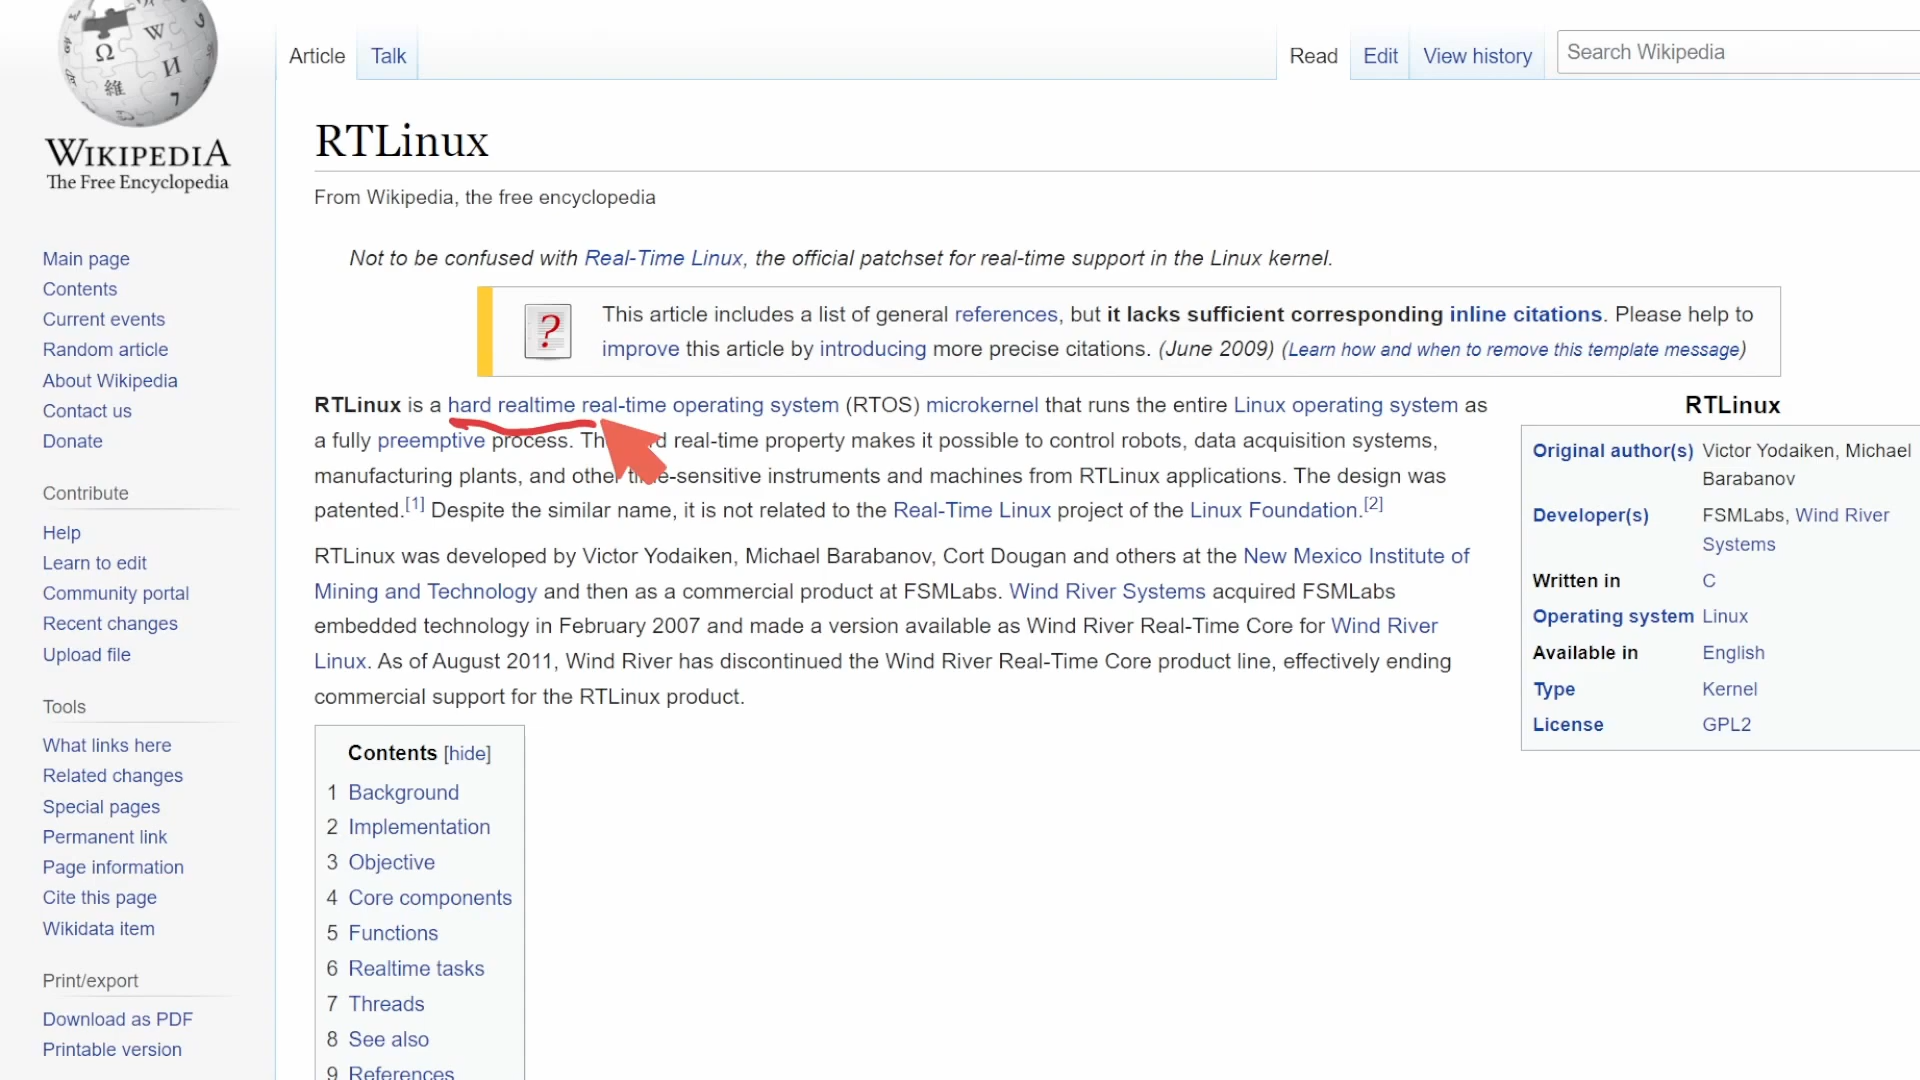 Article
Talk
Read
Edit
View history
Search Wikipedia
WIKIPEDIA
The Free Encyclopedia
Main page
Contents
Current events
Random article
About Wikipedia
Contact us
Donate
Contribute
Help
Learn to edit
Community portal
Recent changes
Upload file
Tools
What links here
Related changes
Special pages
Permanent link
Page information
Cite this page
Wikidata item
Print/export
Download as PDF
Printable version
RTLinux
From Wikipedia, the free encyclopedia
Not to be confused with Real-Time Linux, the official patchset for real-time support in the Linux kernel.
This article includes a list of general references, but it lacks sufficient corresponding inline citations. Please help to
improve this article by introducing more precise citations. (June 2009) (Learn how and when to remove this template message)
RTLinux is a hard realtime real-time operating system (RTOS) microkernel that runs the entire Linux operating system as
a fully preemptive process. The hard real-time property makes it possible to control robots, data acquisition systems,
manufacturing plants, and other time-sensitive instruments and machines from RTLinux applications. The design was
patented.[1] Despite the similar name, it is not related to the Real-Time Linux project of the Linux Foundation.[2]
RTLinux was developed by Victor Yodaiken, Michael Barabanov, Cort Dougan and others at the New Mexico Institute of
Mining and Technology and then as a commercial product at FSMLabs. Wind River Systems acquired FSMLabs
embedded technology in February 2007 and made a version available as Wind River Real-Time Core for Wind River
Linux. As of August 2011, Wind River has discontinued the Wind River Real-Time Core product line, effectively ending
commercial support for the RTLinux product.
RTLinux
Original author(s) Victor Yodaiken, Michael
Barabanov
Developer(s) FSMLabs, Wind River
Systems
Written in C
Operating system Linux
Available in English
Type Kernel
License GPL2
Contents [hide]
1 Background
2 Implementation
3 Objective
4 Core components
5 Functions
6 Realtime tasks
7 Threads
8 See also
9 References